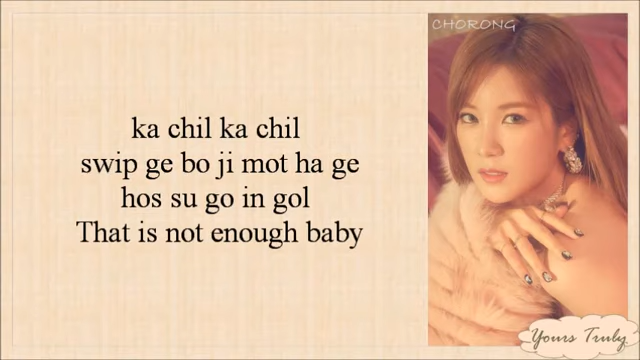 CHORONG
ka chil ka chil
swip ge bo ji mot ha ge
hos su go in gol
That is not enough baby
Yours Truly